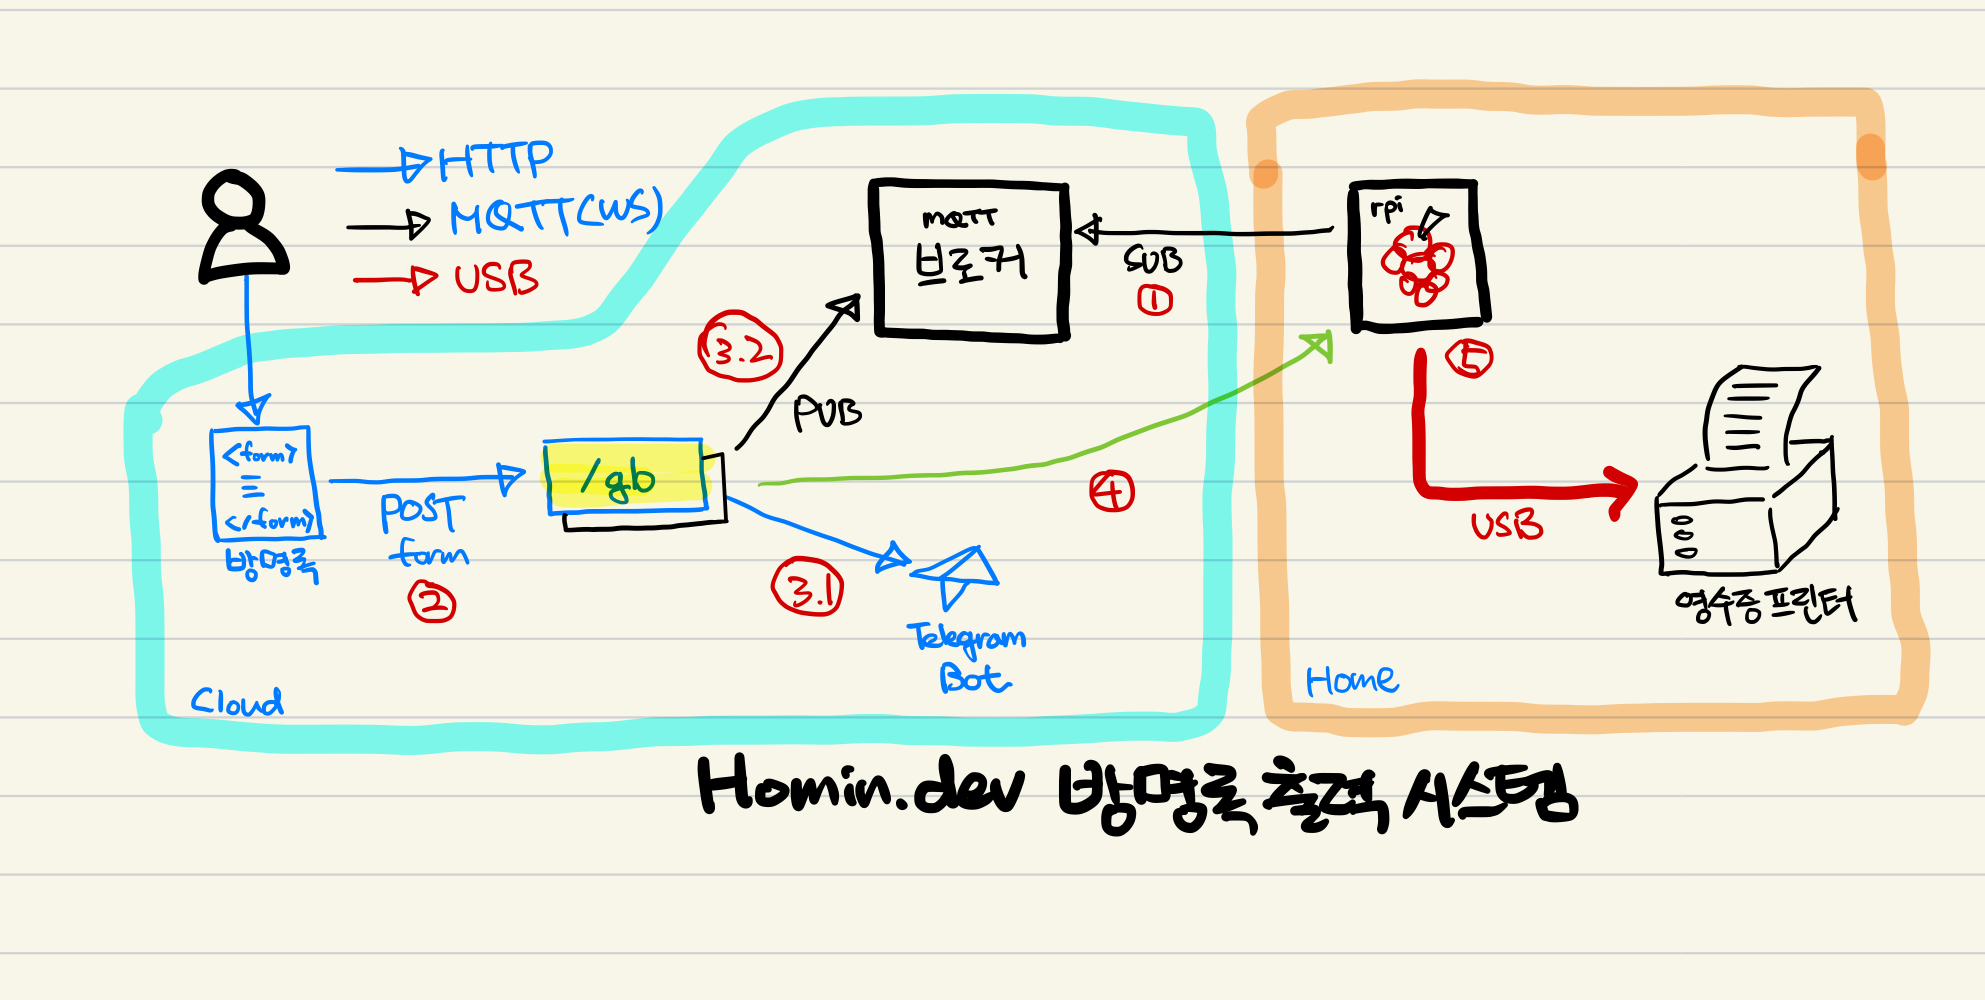 HTTP
MQTT(WS)
USB
mQTT
브로커
rpi
SUB
①
3.2
PUB
5
<form>
</form>
방명록
POST
form
2
/gb
4
3.1
Telegram
Bot
USB
영수증 프린터
Cloud
Home
Homin.dev 방명록 출력 시스템